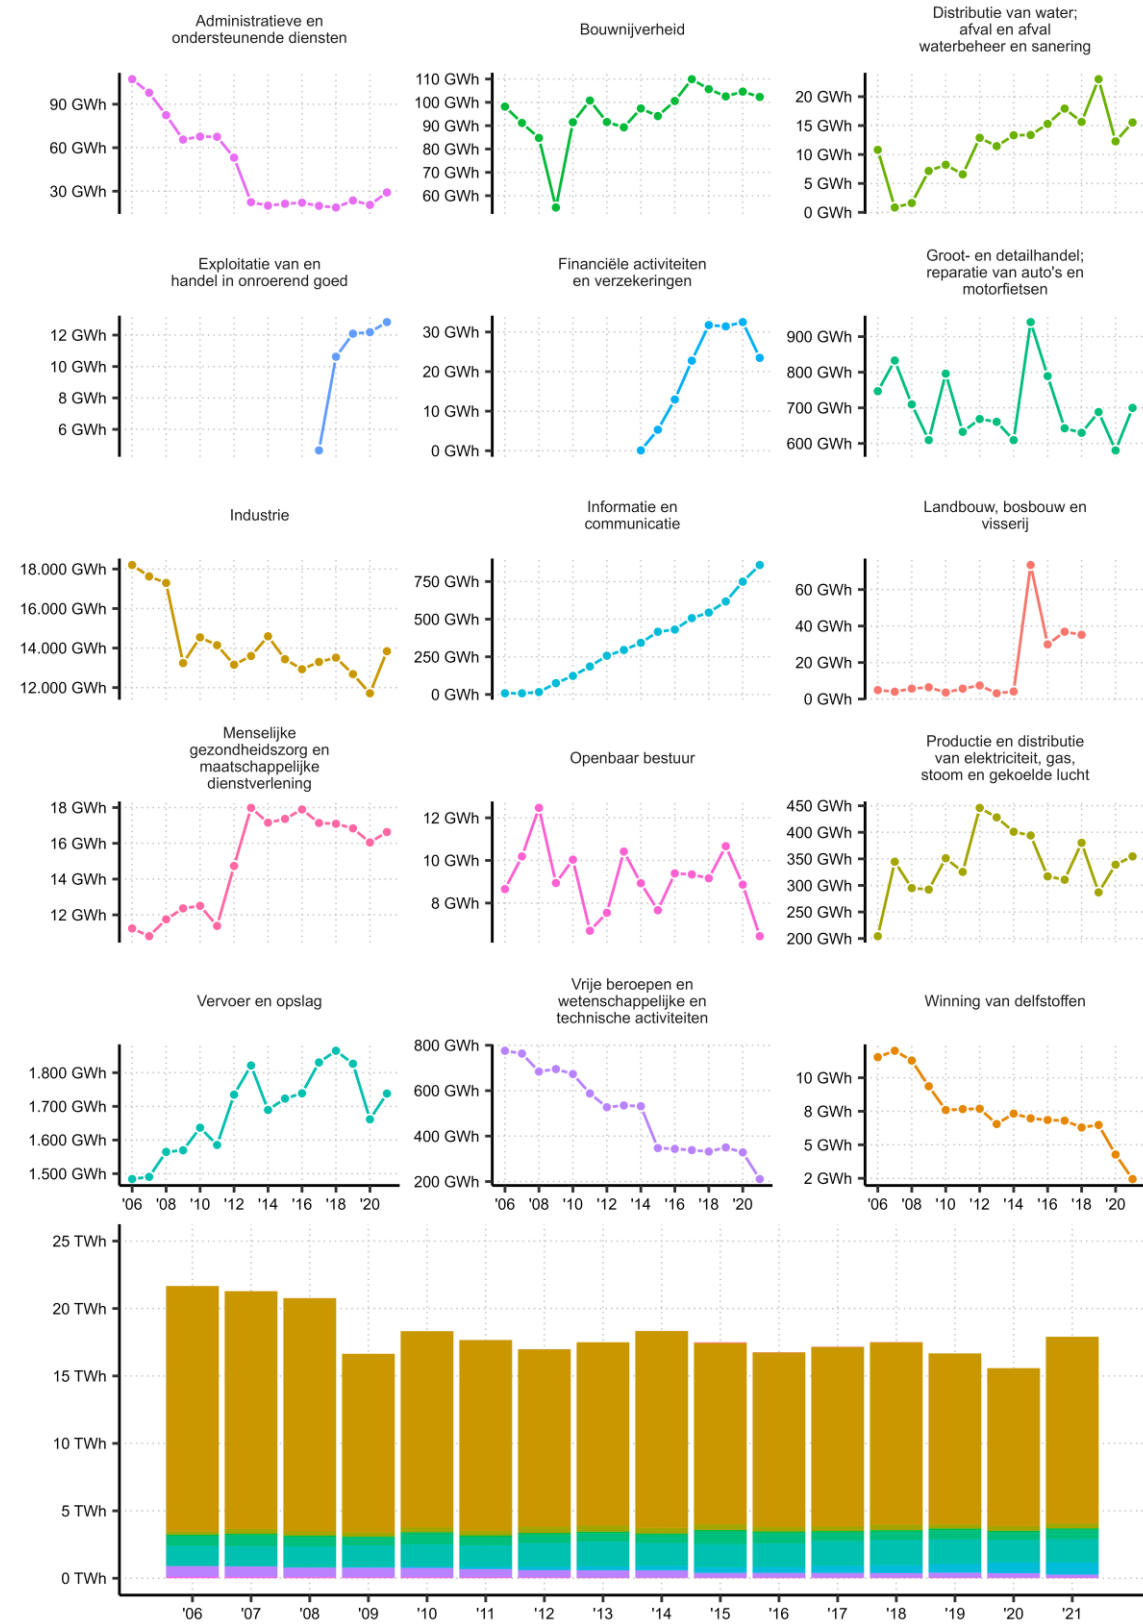 Administratieve en
ondersteunende diensten
90 GWh
60 GWh
30 GWh
Bouwnijverheid
110 GWh
100 GWh
90 GWh
80 GWh
70 GWh
60 GWh
Distributie van water;
afval en afval
waterbeheer en sanering
20 GWh
15 GWh
10 GWh
5 GWh
0 GWh
Exploitatie van en
handel in onroerend goed
12 GWh
10 GWh
8 GWh
6 GWh
Financiële activiteiten
en verzekeringen
30 GWh
20 GWh
10 GWh
0 GWh
Groot- en detailhandel;
reparatie van auto's en
motorfietsen
900 GWh
800 GWh
700 GWh
600 GWh
Industrie
18.000 GWh
16.000 GWh
14.000 GWh
12.000 GWh
Informatie en
communicatie
750 GWh
500 GWh
250 GWh
0 GWh
Landbouw, bosbouw en
visserij
60 GWh
40 GWh
20 GWh
0 GWh
Menselijke
gezondheidszorg en
maatschappelijke
dienstverlening
18 GWh
16 GWh
14 GWh
12 GWh
Openbaar bestuur
12 GWh
10 GWh
8 GWh
Productie en distributie
van elektriciteit, gas,
stoom en gekoelde lucht
450 GWh
400 GWh
350 GWh
300 GWh
250 GWh
200 GWh
Vervoer en opslag
1.800 GWh
1.700 GWh
1.600 GWh
1.500 GWh
'06 '08 '10 '12 '14 '16 '18 '20
Vrije beroepen en
wetenschappelijke en
technische activiteiten
800 GWh
600 GWh
400 GWh
200 GWh
'06 '08 '10 '12 '14 '16 '18 '20
Winning van delfstoffen
10 GWh
8 GWh
5 GWh
2 GWh
'06 '08 '10 '12 '14 '16 '18 '20
25 TWh
20 TWh
15 TWh
10 TWh
5 TWh
0 TWh
'06 '07 '08 '09 '10 '11 '12 '13 '14 '15 '16 '17 '18 '19 '20 '21